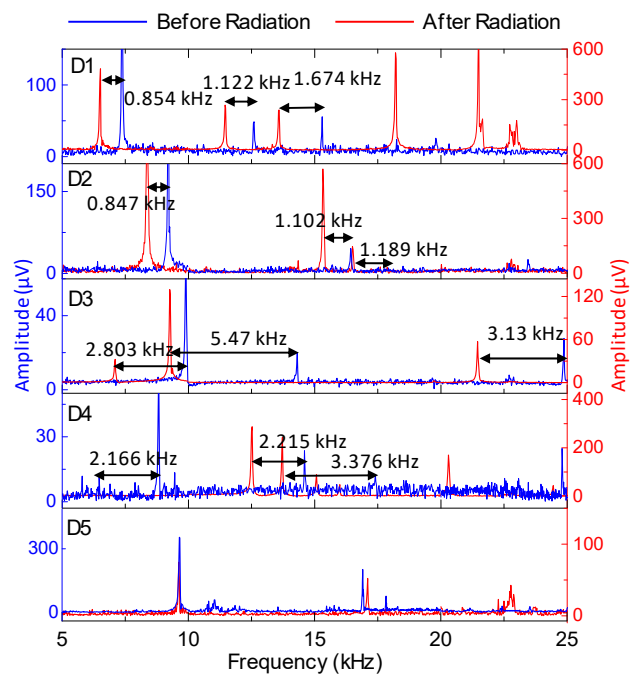 Before Radiation After Radiation
D1
150
0
600
300
0
0.854 kHz
1.122 kHz
1.674 kHz
D2
150
0
600
300
0
0.847 kHz
1.102 kHz
1.189 kHz
D3
40
0
120
60
0
2.803 kHz
5.47 kHz
3.13 kHz
D4
30
0
400
200
0
2.166 kHz
2.215 kHz
3.376 kHz
D5
300
0
100
50
0
Amplitude (µV)
Amplitude (µV)
5 10 15 20 25
Frequency (kHz)